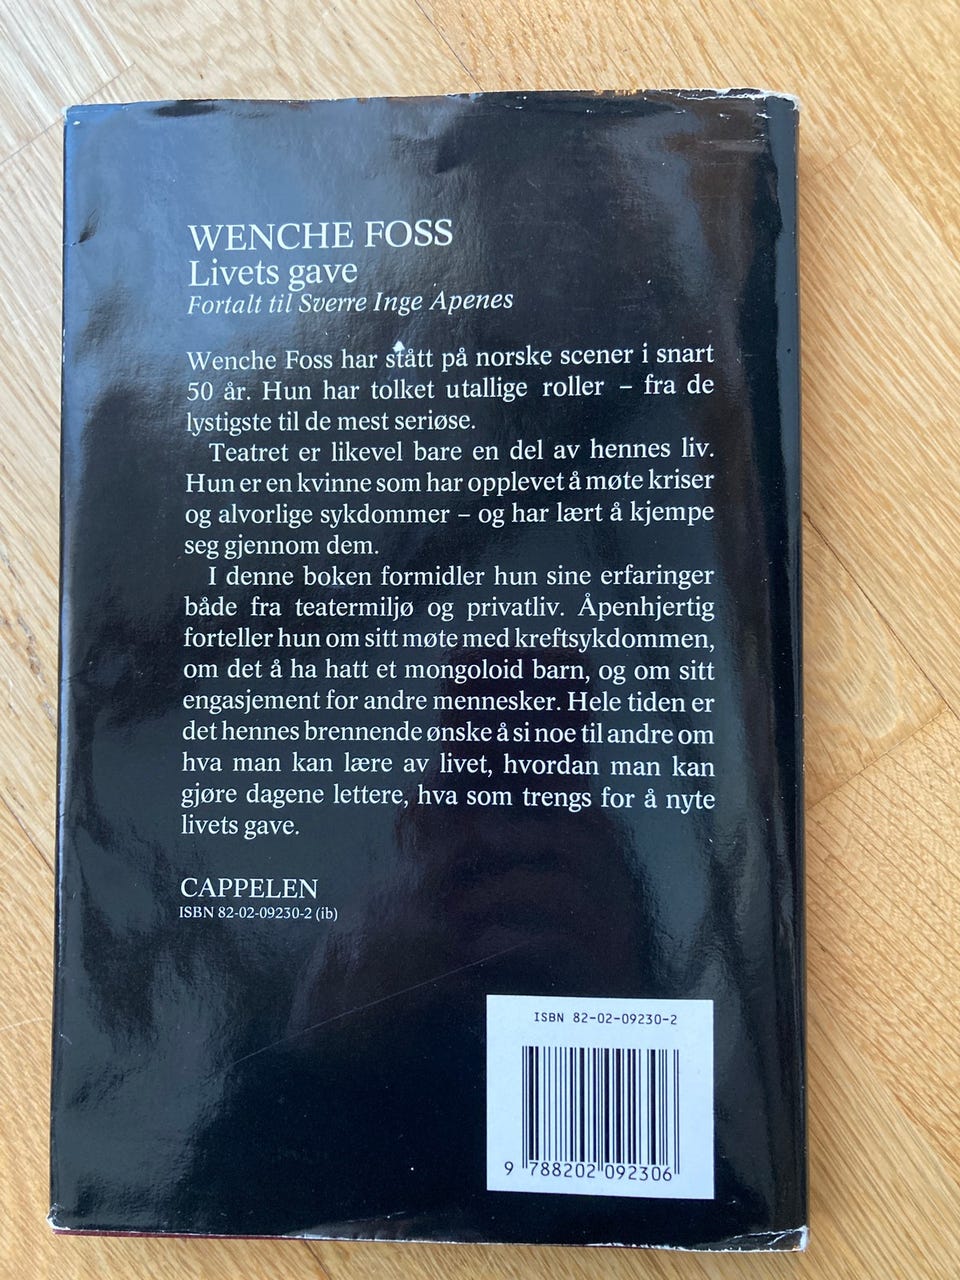 WENCHE FOSS
Livets gave
Fortalt til Sverre Inge Apenes
Wenche Foss har stått på norske scener i snart
50 år. Hun har tolket utallige roller – fra de
lystigste til de mest seriøse.
Teatret er likevel bare en del av hennes liv.
Hun er en kvinne som har opplevet å møte kriser
og alvorlige sykdommer – og har lært å kjempe
seg gjennom dem.
I denne boken formidler hun sine erfaringer
både fra teatermiljø og privatliv. Åpenhjertig
forteller hun om sitt møte med kreftsykdommen,
om det å ha hatt et mongoloid barn, og om sitt
engasjement for andre mennesker. Hele tiden er
det hennes brennende ønske å si noe til andre om
hva man kan lære av livet, hvordan man kan
gjøre dagene lettere, hva som trengs for å nyte
livets gave.
CAPPELEN
ISBN 82-02-09230-2 (ib)
ISBN 82-02-09230-2
9 788202 092306